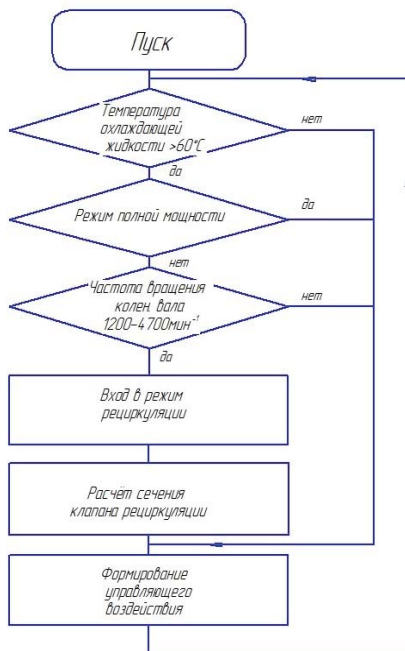 Пуск
Температура
охлаждающей
жидкости >60°С
нет
да
Режим полной мощности
да
нет
Частота вращения
колен. вала
1200-4700мин⁻¹
нет
да
Вход в режим
рециркуляции
Расчёт сечения
клапана рециркуляции
Формирование
управляющего
воздействия